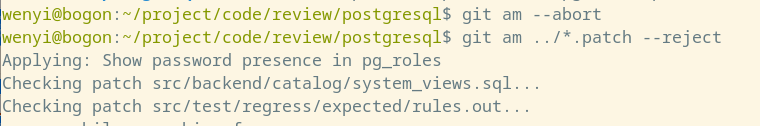 wenyi@bogon:~/project/code/review/postgresql$ git am --abort
wenyi@bogon:~/project/code/review/postgresql$ git am ../*.patch --reject
Applying: Show password presence in pg_roles
Checking patch src/backend/catalog/system_views.sql...
Checking patch src/test/regress/expected/rules.out...